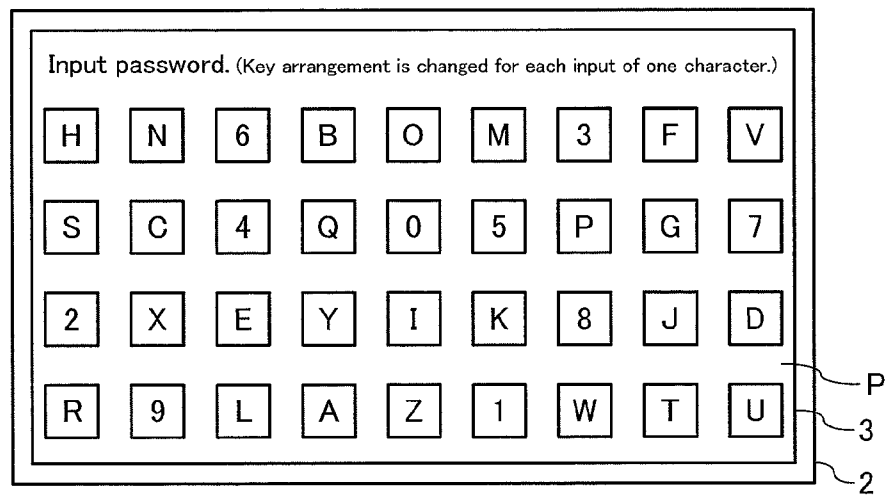 Input password. (Key arrangement is changed for each input of one character.)
H N 6 B O M 3 F V
S C 4 Q 0 5 P G 7
2 X E Y I K 8 J D
R 9 L A Z 1 W T U
P
3
2